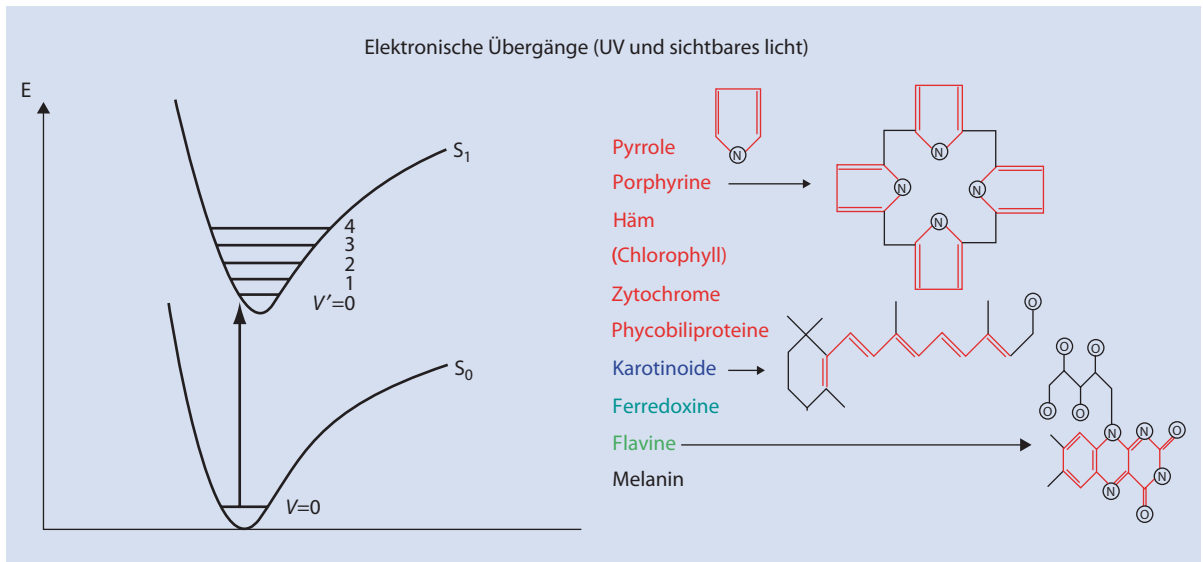 Elektronische Übergänge (UV und sichtbares licht)
E
S₁
4
3
2
1
V'=0
S₀
V=0
Pyrrole
Porphyrine
Häm
(Chlorophyll)
Zytochrome
Phycobiliproteine
Karotinoide
Ferredoxine
Flavine
Melanin
N
N
N
N
N
O
O
O
O
O
O
N
N
O
N
N
O